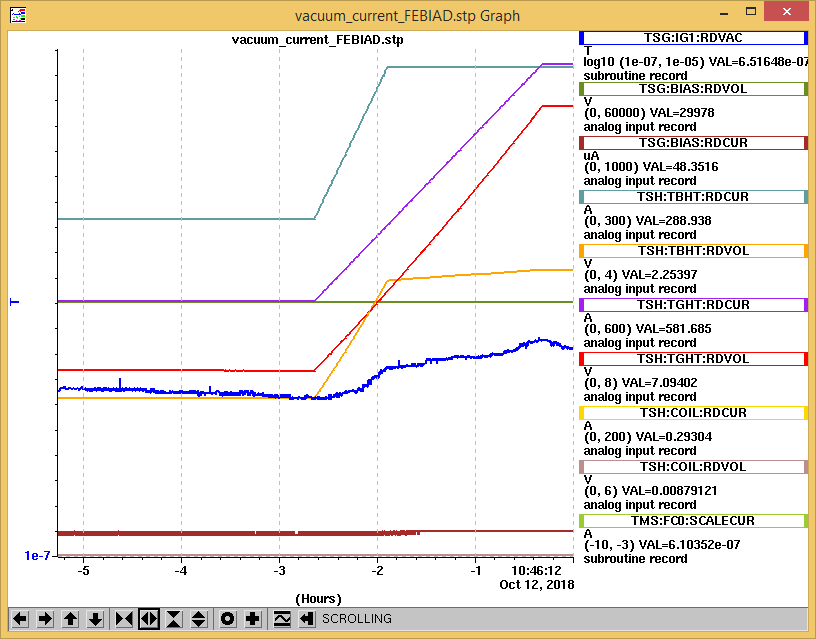 vacuum_current_FEBIAD.stp Graph
vacuum_current_FEBIAD.stp
T
1e-7
-5 -4 -3 -2 -1 10:46:12
Oct 12, 2018
(Hours)
TSG:IG1:RDVAC
T
log10 (1e-07, 1e-05) VAL=6.51648e-07
subroutine record
TSG:BIAS:RDVOL
V
(0, 60000) VAL=29978
analog input record
TSG:BIAS:RDCUR
uA
(0, 1000) VAL=48.3516
analog input record
TSH:TBHT:RDCUR
A
(0, 300) VAL=288.938
analog input record
TSH:TBHT:RDVOL
V
(0, 4) VAL=2.25397
analog input record
TSH:TGHT:RDCUR
A
(0, 600) VAL=581.685
analog input record
TSH:TGHT:RDVOL
V
(0, 8) VAL=7.09402
analog input record
TSH:COIL:RDCUR
A
(0, 200) VAL=0.29304
analog input record
TSH:COIL:RDVOL
V
(0, 6) VAL=0.00879121
analog input record
TMS:FC0:SCALECUR
A
(-10, -3) VAL=6.10352e-07
subroutine record
SCROLLING